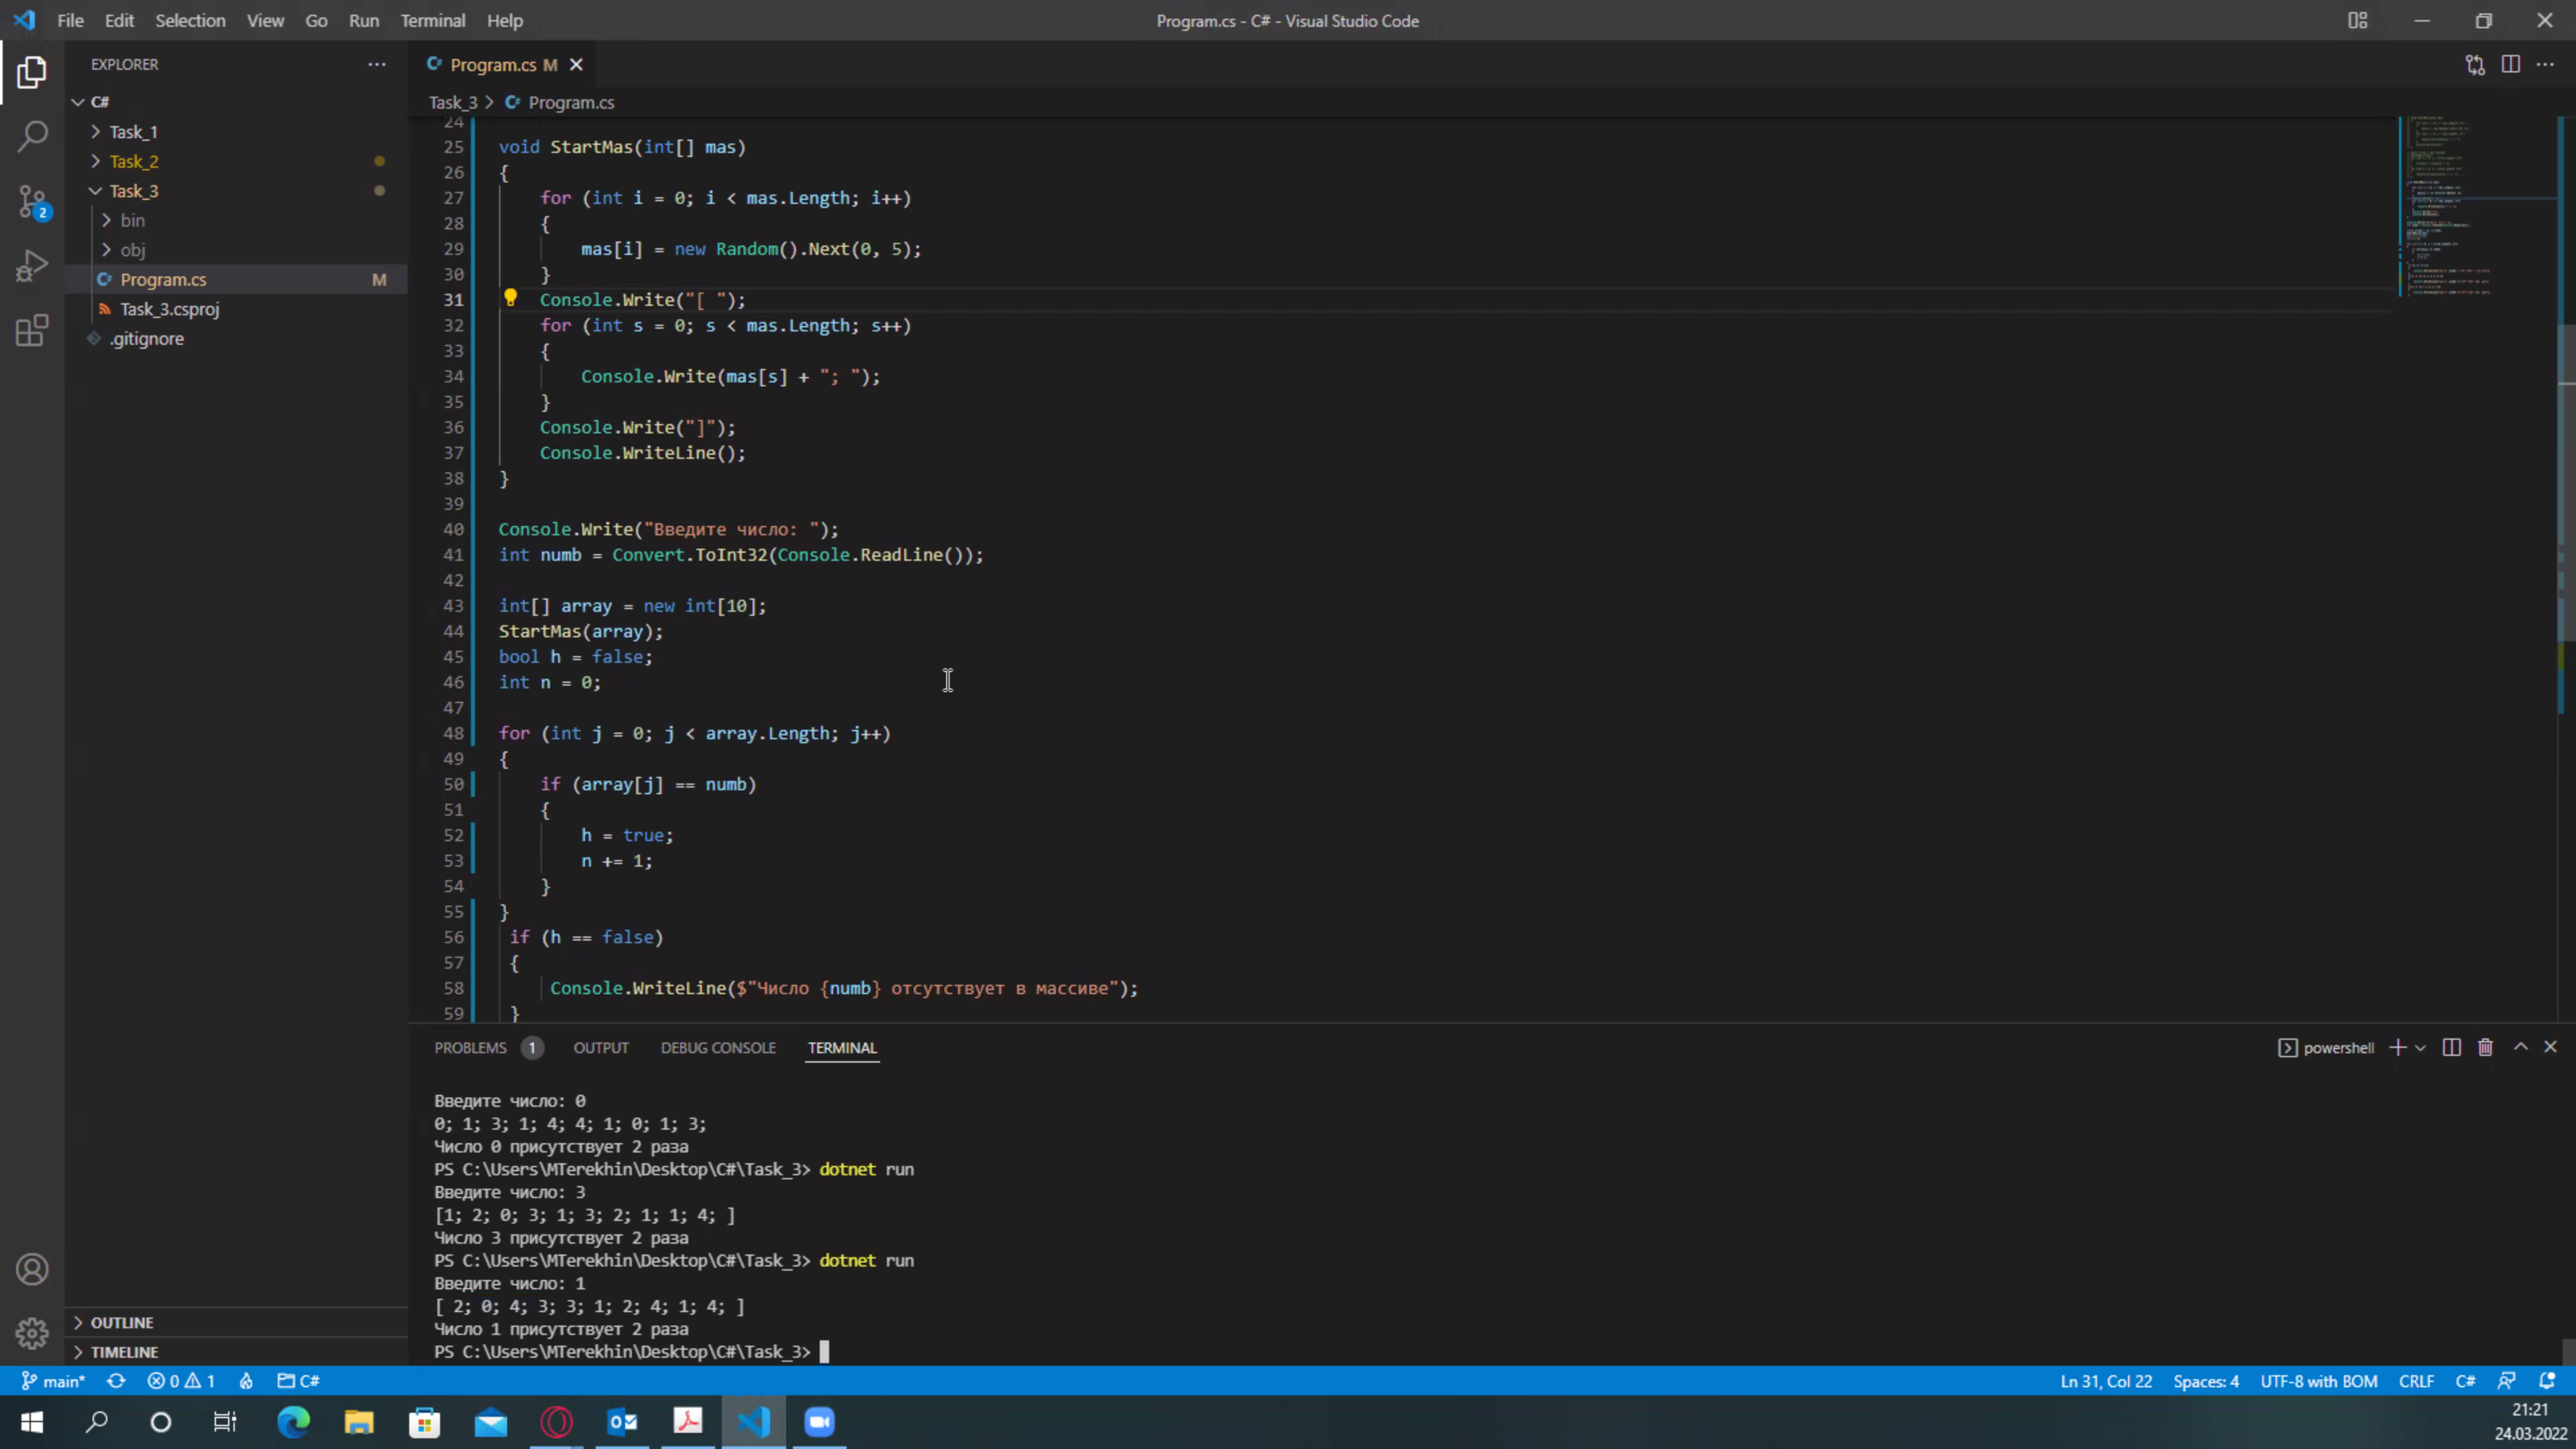 File Edit Selection View Go Run Terminal Help
Program.cs - C# - Visual Studio Code
EXPLORER
C#
Task_1
Task_2
Task_3
bin
obj
Program.cs M
Task_3.csproj
.gitignore
OUTLINE
TIMELINE
Program.cs M
Task_3 > Program.cs
24
25 void StartMas(int[] mas)
26 {
27 for (int i = 0; i < mas.Length; i++)
28 {
29 mas[i] = new Random().Next(0, 5);
30 }
31 Console.Write("[ ");
32 for (int s = 0; s < mas.Length; s++)
33 {
34 Console.Write(mas[s] + "; ");
35 }
36 Console.Write("]");
37 Console.WriteLine();
38 }
39
40 Console.Write("Введите число: ");
41 int numb = Convert.ToInt32(Console.ReadLine());
42
43 int[] array = new int[10];
44 StartMas(array);
45 bool h = false;
46 int n = 0;
47
48 for (int j = 0; j < array.Length; j++)
49 {
50 if (array[j] == numb)
51 {
52 h = true;
53 n += 1;
54 }
55 }
56 if (h == false)
57 {
58 Console.WriteLine($"Число {numb} отсутствует в массиве");
59 }
PROBLEMS 1 OUTPUT DEBUG CONSOLE TERMINAL
powershell
Введите число: 0
0; 1; 3; 1; 4; 4; 1; 0; 1; 3;
Число 0 присутствует 2 раза
PS C:\Users\MTerekhin\Desktop\C#\Task_3> dotnet run
Введите число: 3
[1; 2; 0; 3; 1; 3; 2; 1; 1; 4; ]
Число 3 присутствует 2 раза
PS C:\Users\MTerekhin\Desktop\C#\Task_3> dotnet run
Введите число: 1
[ 2; 0; 4; 3; 3; 1; 2; 4; 1; 4; ]
Число 1 присутствует 2 раза
PS C:\Users\MTerekhin\Desktop\C#\Task_3>
main* 0 1 C#
Ln 31, Col 22 Spaces: 4 UTF-8 with BOM CRLF C#
21:21
24.03.2022
2